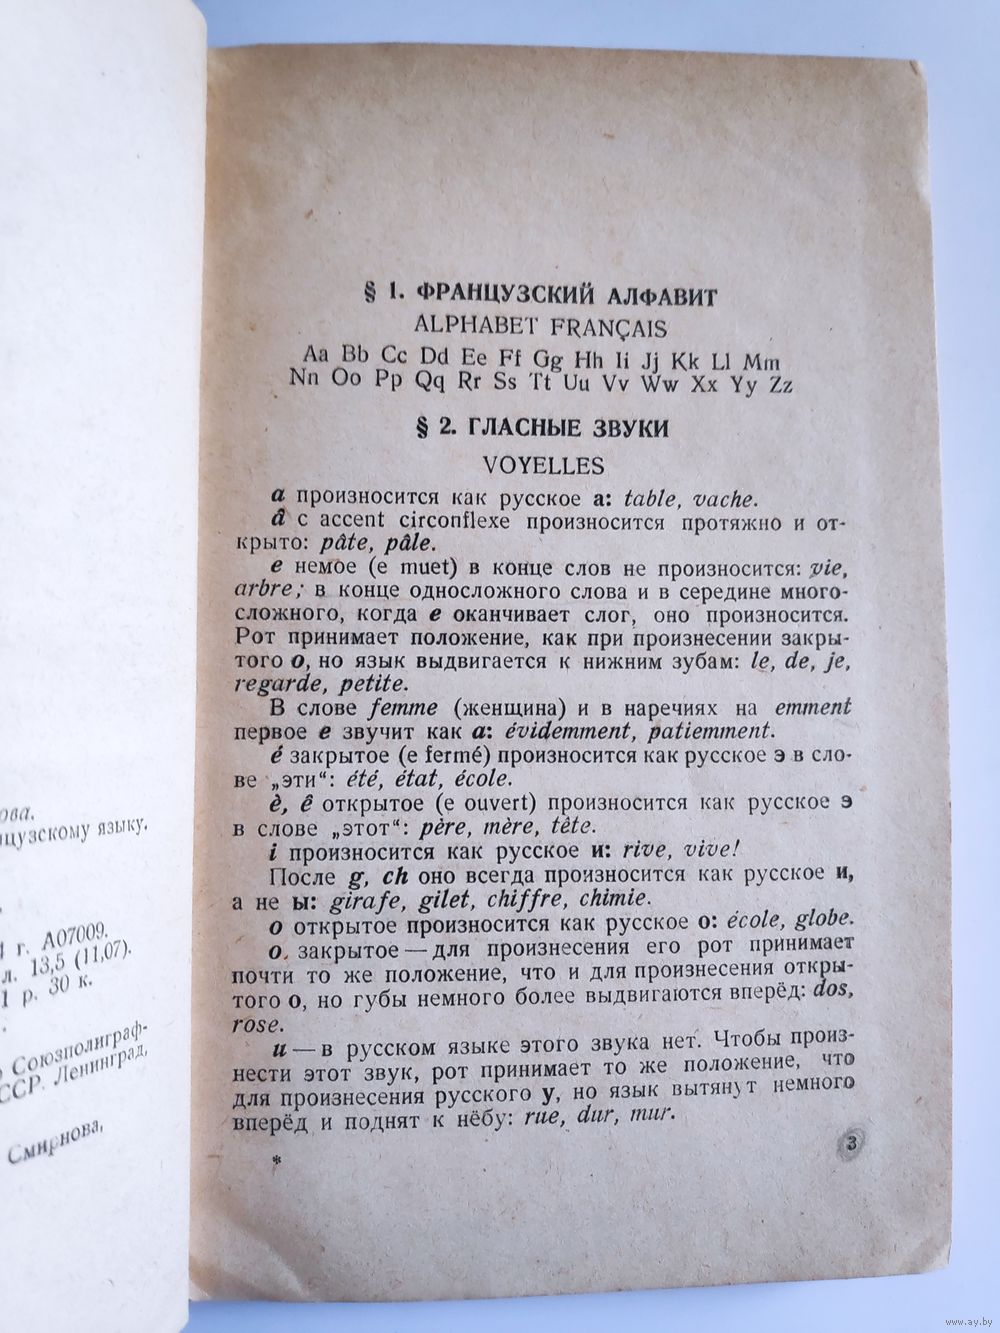 ова.
цузскому языку.
г. А07009.
л. 13,5 (11,07).
1 р. 30 к.
Союзполиграф-
ССР. Ленинград,
Смирнова,
§ 1. ФРАНЦУЗСКИЙ АЛФАВИТ
ALPHABET FRANÇAIS
Aa Bb Cc Dd Ee Ff Gg Hh Ii Jj Kk Ll Mm
Nn Oo Pp Qq Rr Ss Tt Uu Vv Ww Xx Yy Zz
§ 2. ГЛАСНЫЕ ЗВУКИ
VOYELLES
a произносится как русское а: table, vache.
â с accent circonflexe произносится протяжно и от-
крыто: pâte, pâle.
e немое (e muet) в конце слов не произносится: vie,
arbre; в конце односложного слова и в середине много-
сложного, когда e оканчивает слог, оно произносится.
Рот принимает положение, как при произнесении закры-
того o, но язык выдвигается к нижним зубам: le, de, je,
regarde, petite.
В слове femme (женщина) и в наречиях на emment
первое e звучит как a: évidemment, patiemment.
é закрытое (e fermé) произносится как русское э в сло-
ве „эти“: été, état, école.
è, ê открытое (e ouvert) произносится как русское э
в слове „этот“: père, mère, tête.
i произносится как русское и: rive, vive!
После g, ch оно всегда произносится как русское и,
а не ы: girafe, gilet, chiffre, chimie.
o открытое произносится как русское о: école, globe.
o закрытое — для произнесения его рот принимает
почти то же положение, что и для произнесения откры-
того о, но губы немного более выдвигаются вперёд: dos,
rose.
u — в русском языке этого звука нет. Чтобы произ-
нести этот звук, рот принимает то же положение, что
для произнесения русского у, но язык вытянут немного
вперёд и поднят к нёбу: rue, dur, mur.
*
3
www.ay.by